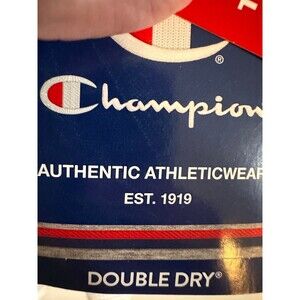 ®
Champion
AUTHENTIC ATHLETICWEAR
EST. 1919
DOUBLE DRY®